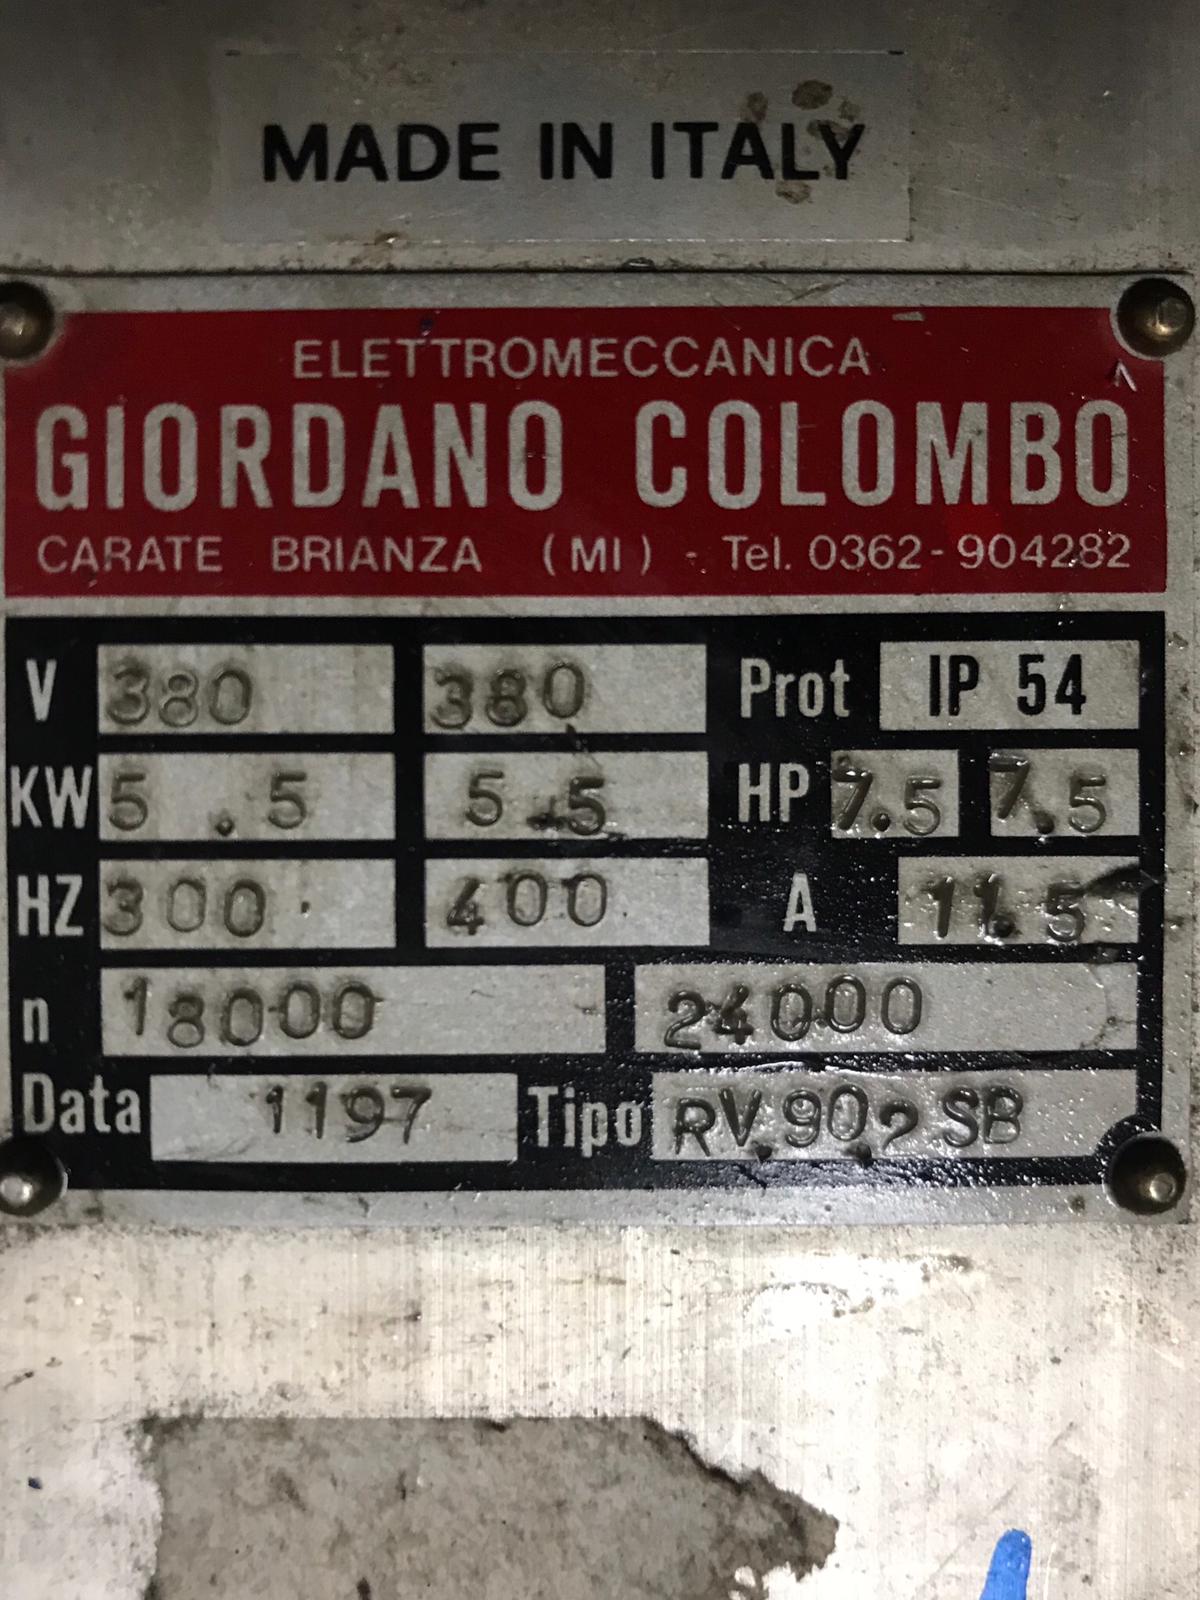 MADE IN ITALY
ELETTROMECCANICA
GIORDANO COLOMBO
CARATE BRIANZA (MI) - Tel. 0362-904282
V 380 380 Prot IP 54
KW 5.5 5.5 HP 7.5 7.5
HZ 300 400 A 11.5
n 18000 24000
Data 1197 Tipo RV.90.2 SB